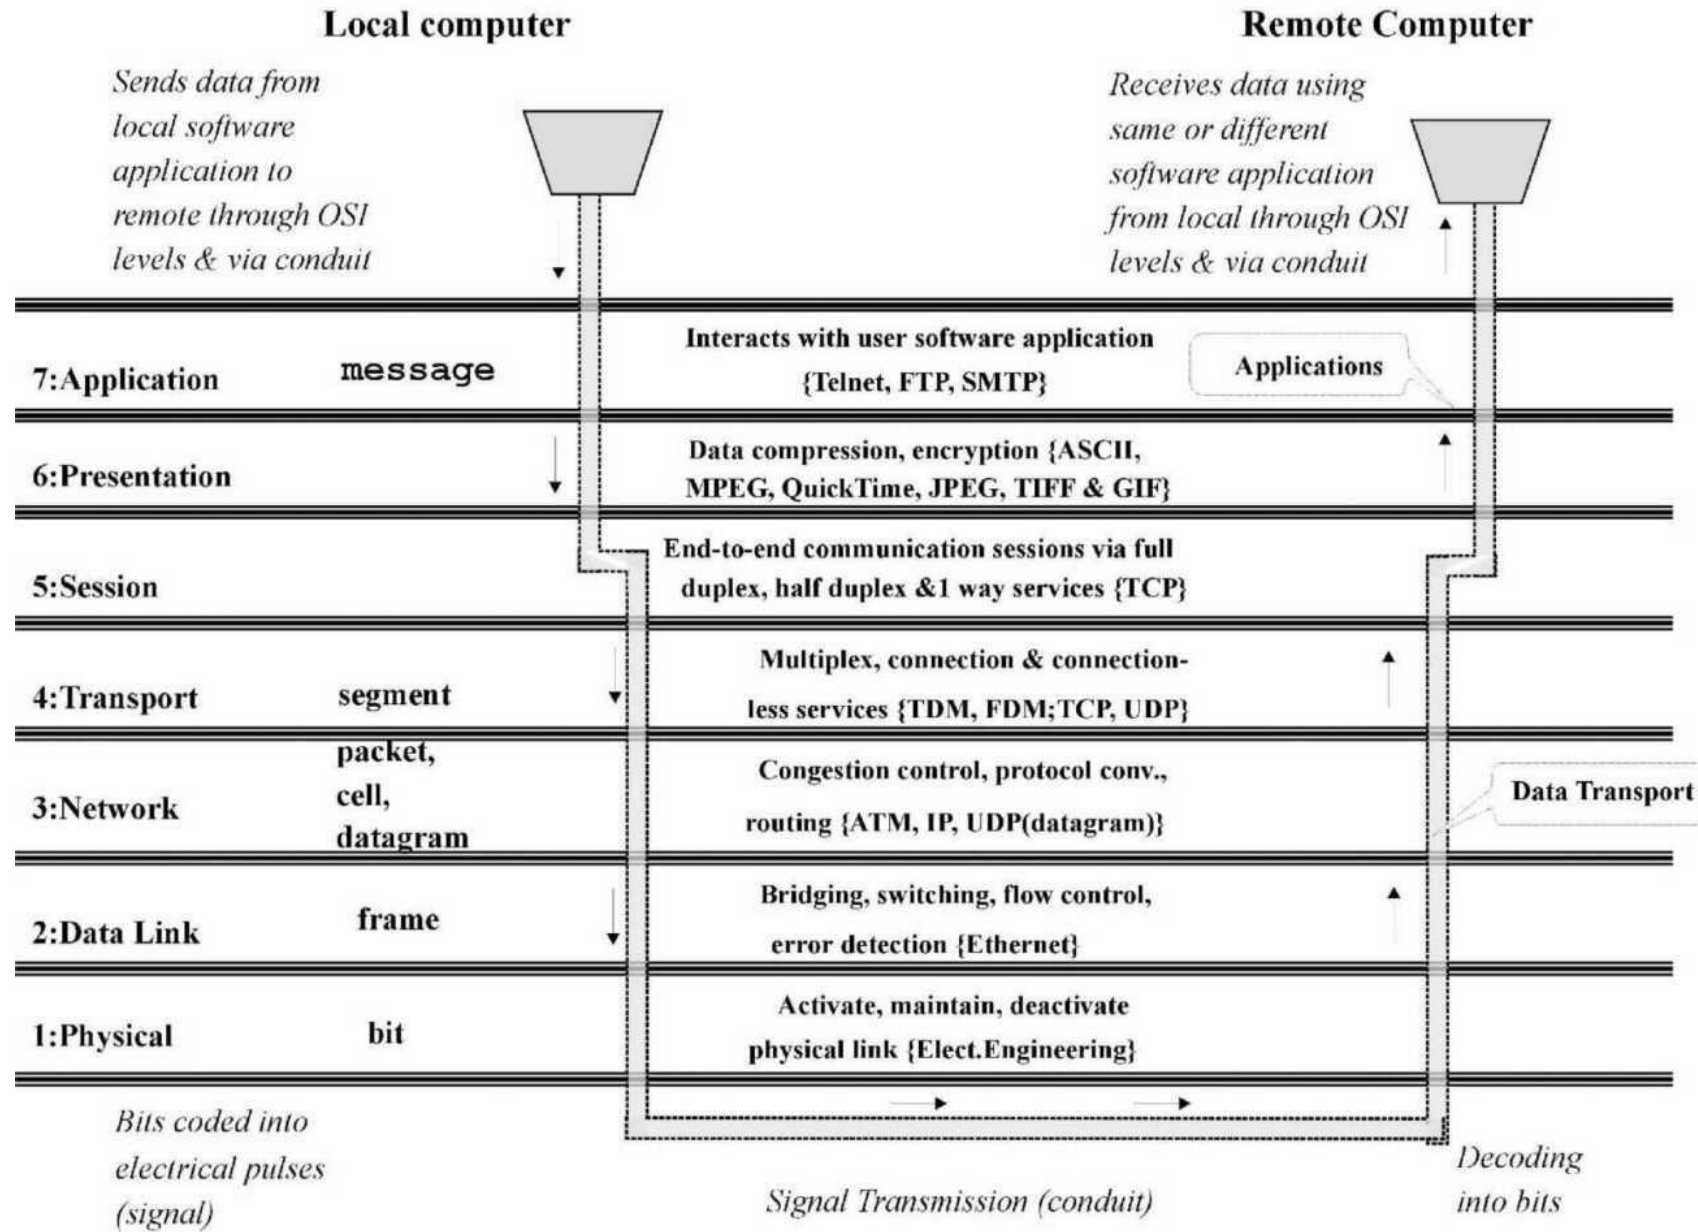 Local computer
Remote Computer
Sends data from
local software
application to
remote through OSI
levels & via conduit
Receives data using
same or different
software application
from local through OSI
levels & via conduit
7:Application
message
Interacts with user software application
{Telnet, FTP, SMTP}
Applications
6:Presentation
Data compression, encryption {ASCII,
MPEG, QuickTime, JPEG, TIFF & GIF}
5:Session
End-to-end communication sessions via full
duplex, half duplex &1 way services {TCP}
4:Transport
segment
Multiplex, connection & connection-
less services {TDM, FDM;TCP, UDP}
3:Network
packet,
cell,
datagram
Congestion control, protocol conv.,
routing {ATM, IP, UDP(datagram)}
Data Transport
2:Data Link
frame
Bridging, switching, flow control,
error detection {Ethernet}
1:Physical
bit
Activate, maintain, deactivate
physical link {Elect.Engineering}
Bits coded into
electrical pulses
(signal)
Signal Transmission (conduit)
Decoding
into bits